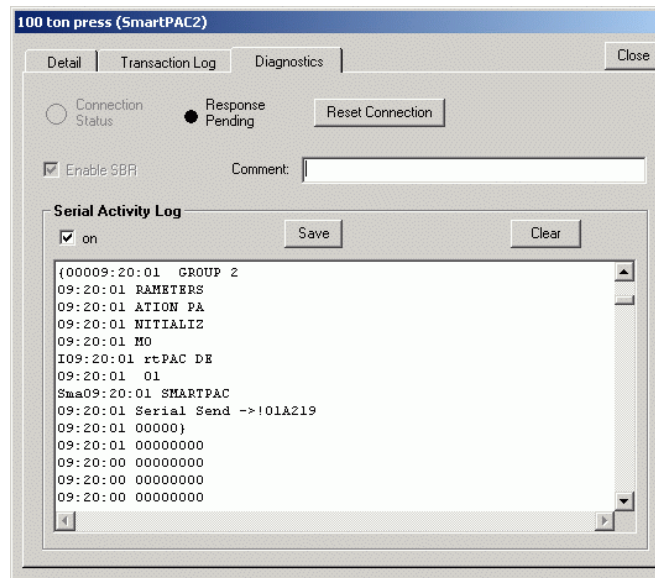 100 ton press (SmartPAC2)
Close
Detail Transaction Log Diagnostics
Connection Status
Response Pending
Reset Connection
Enable SBR
Comment:
Serial Activity Log
on
Save
Clear
{00009:20:01  GROUP 2
09:20:01 RAMETERS
09:20:01 ATION PA
09:20:01 NITIALIZ
09:20:01 MO
I09:20:01 rtPAC DE
09:20:01  01
Sma09:20:01 SMARTPAC
09:20:01 Serial Send ->!01A219
09:20:01 00000}
09:20:01 00000000
09:20:00 00000000
09:20:00 00000000
09:20:00 00000000